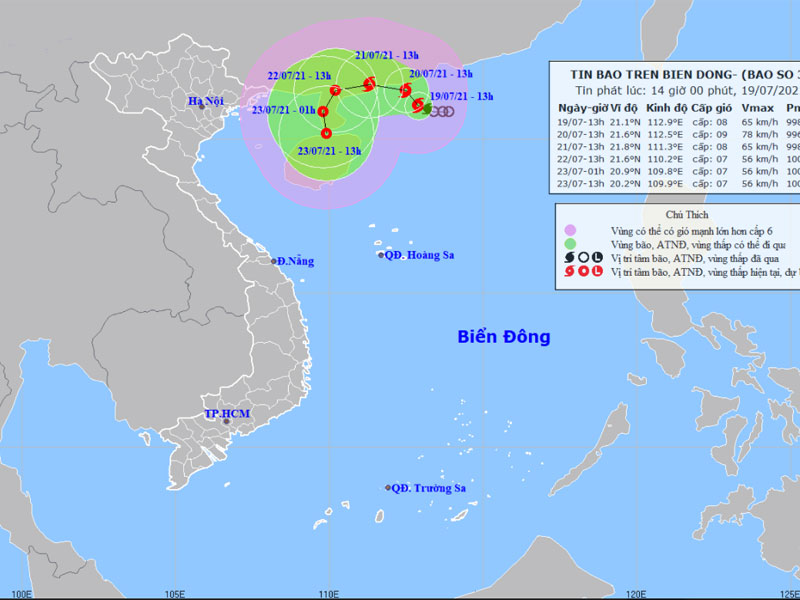 TIN BAO TREN BIEN DONG- (BAO SO 3
Tin phát lúc: 14 giờ 00 phút, 19/07/202
Ngày-giờ Vĩ độ Kinh độ Cấp gió Vmax Pm
19/07-13h 21.1°N 112.9°E cấp: 08 65 km/h 998
20/07-13h 21.6°N 112.5°E cấp: 09 78 km/h 996
21/07-13h 21.8°N 111.3°E cấp: 08 65 km/h 998
22/07-13h 21.6°N 110.2°E cấp: 07 56 km/h 100
23/07-01h 20.9°N 109.8°E cấp: 07 56 km/h 100
23/07-13h 20.2°N 109.9°E cấp: 07 56 km/h 100
Chú Thích
Vùng có thể có gió mạnh lớn hơn cấp 6
Vùng bão, ATNĐ, vùng thấp có thể đi qua
Vị trí tâm bão, ATNĐ, vùng thấp đã qua
Vị trí tâm bão, ATNĐ, vùng thấp hiện tại, dự
21/07/21 - 13h
22/07/21 - 13h
20/07/21 - 13h
19/07/21 - 13h
23/07/21 - 01h
23/07/21 - 13h
Hà Nội
Đ.Nẵng
QĐ. Hoàng Sa
Biển Đông
TP.HCM
QĐ. Trường Sa
100E 105E 110E 120E 125E